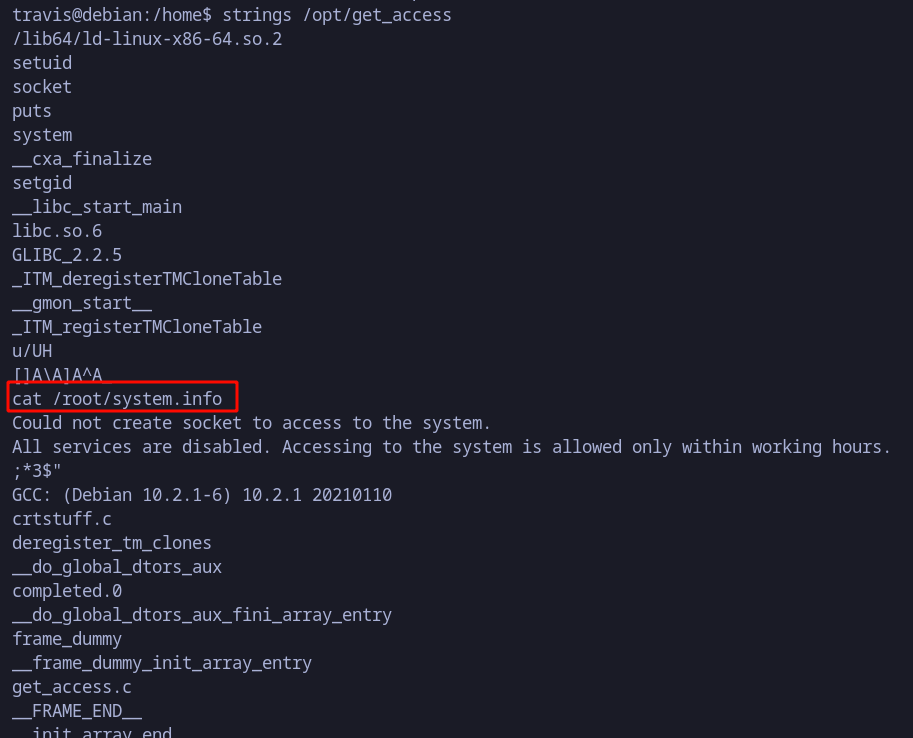 travis@debian:/home$ strings /opt/get_access
/lib64/ld-linux-x86-64.so.2
setuid
socket
puts
system
__cxa_finalize
setgid
__libc_start_main
libc.so.6
GLIBC_2.2.5
_ITM_deregisterTMCloneTable
__gmon_start__
_ITM_registerTMCloneTable
u/UH
[]A\A]A^A_
cat /root/system.info
Could not create socket to access to the system.
All services are disabled. Accessing to the system is allowed only within working hours.
;*3$"
GCC: (Debian 10.2.1-6) 10.2.1 20210110
crtstuff.c
deregister_tm_clones
__do_global_dtors_aux
completed.0
__do_global_dtors_aux_fini_array_entry
frame_dummy
__frame_dummy_init_array_entry
get_access.c
__FRAME_END__
__init_array_end